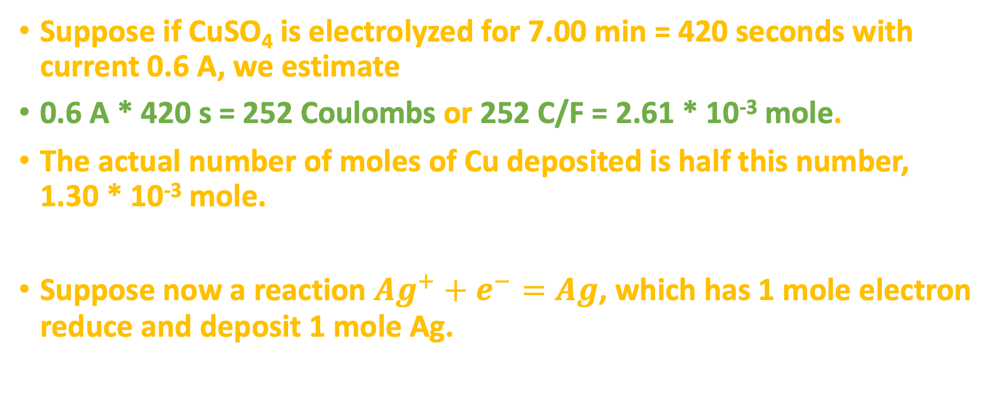 • Suppose if CuSO₄ is electrolyzed for 7.00 min = 420 seconds with
current 0.6 A, we estimate
• 0.6 A * 420 s = 252 Coulombs or 252 C/F = 2.61 * 10⁻³ mole.
• The actual number of moles of Cu deposited is half this number,
1.30 * 10⁻³ mole.
• Suppose now a reaction Ag⁺ + e⁻ = Ag, which has 1 mole electron
reduce and deposit 1 mole Ag.